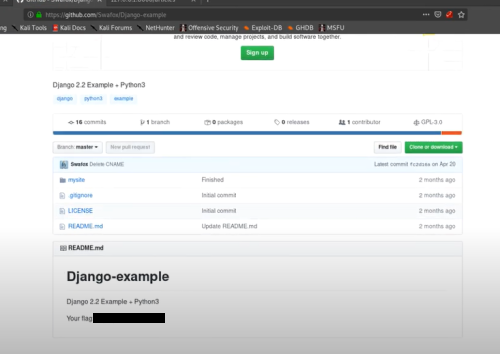 https://github.com/Swafox/Django-example
Kali Tools Kali Docs Kali Forums NetHunter Offensive Security Exploit-DB GHDB MSFU
and review code, manage projects, and build software together.
Sign up
Django 2.2 Example + Python3
django python3 example
16 commits 1 branch 0 packages 0 releases 1 contributor GPL-3.0
Branch: master New pull request Find file Clone or download
Swafox Delete CHAME Latest commit on Apr 20
mysite Finished 2 months ago
.gitignore Initial commit 2 months ago
LICENSE Initial commit 2 months ago
README.md Update README.md 2 months ago
README.md
Django-example
Django 2.2 Example + Python3
Your flag